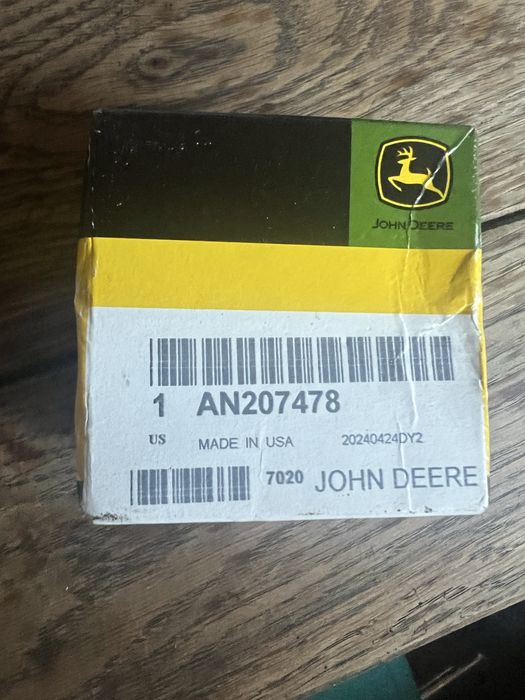 JOHN DEERE
1 AN207478
US MADE IN USA 20240424DY2
7020 JOHN DEERE